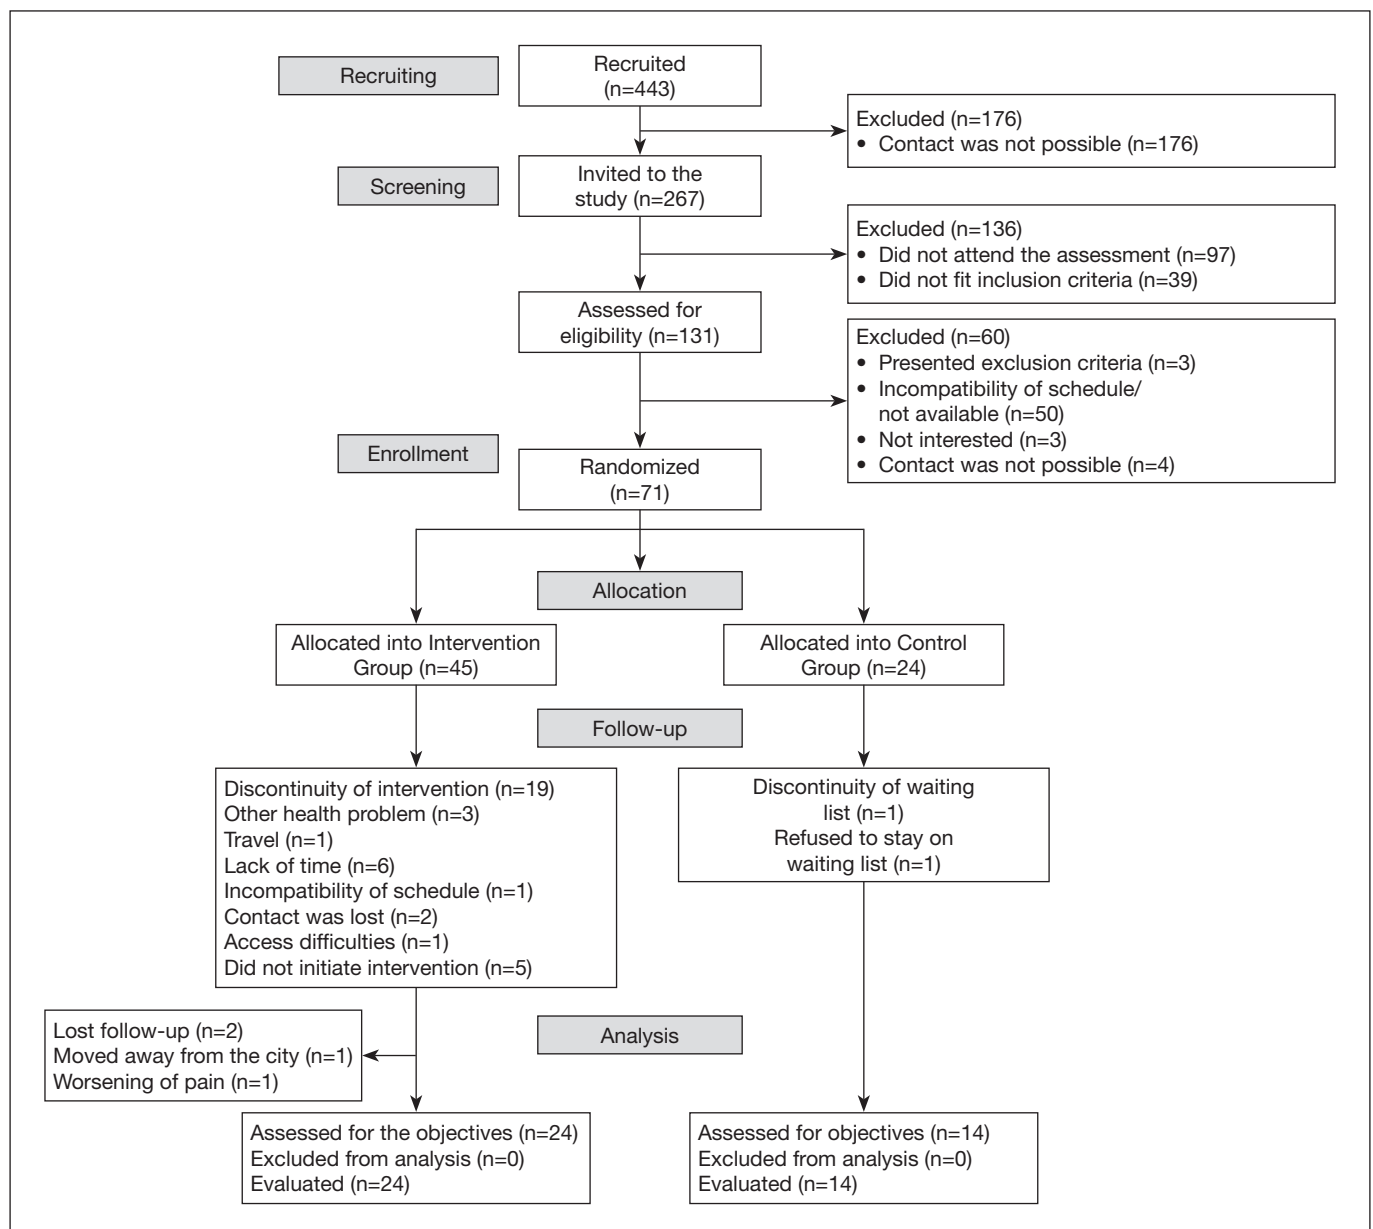 Recruiting
Recruited
(n=443)
Excluded (n=176)
• Contact was not possible (n=176)
Screening
Invited to the
study (n=267)
Excluded (n=136)
• Did not attend the assessment (n=97)
• Did not fit inclusion criteria (n=39)
Assessed for
eligibility (n=131)
Excluded (n=60)
• Presented exclusion criteria (n=3)
• Incompatibility of schedule/
not available (n=50)
• Not interested (n=3)
• Contact was not possible (n=4)
Enrollment
Randomized
(n=71)
Allocation
Allocated into Intervention
Group (n=45)
Allocated into Control
Group (n=24)
Follow-up
Discontinuity of intervention (n=19)
Other health problem (n=3)
Travel (n=1)
Lack of time (n=6)
Incompatibility of schedule (n=1)
Contact was lost (n=2)
Access difficulties (n=1)
Did not initiate intervention (n=5)
Discontinuity of waiting
list (n=1)
Refused to stay on
waiting list (n=1)
Lost follow-up (n=2)
Moved away from the city (n=1)
Worsening of pain (n=1)
Analysis
Assessed for the objectives (n=24)
Excluded from analysis (n=0)
Evaluated (n=24)
Assessed for objectives (n=14)
Excluded from analysis (n=0)
Evaluated (n=14)